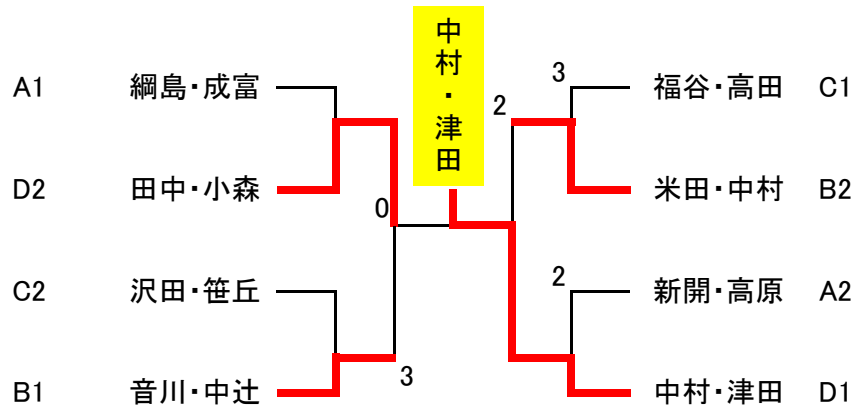 中村・津田
A1 綱島・成富
D2 田中・小森
0
C2 沢田・笹丘
B1 音川・中辻
3
3
福谷・高田 C1
2
米田・中村 B2
2
新開・高原 A2
中村・津田 D1